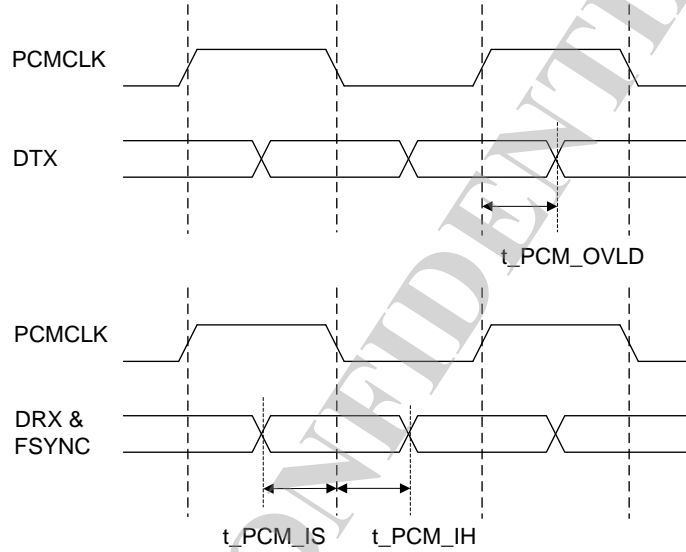 PCMCLK
DTX
t_PCM_OVLD
PCMCLK
DRX &
FSYNC
t_PCM_IS
t_PCM_IH